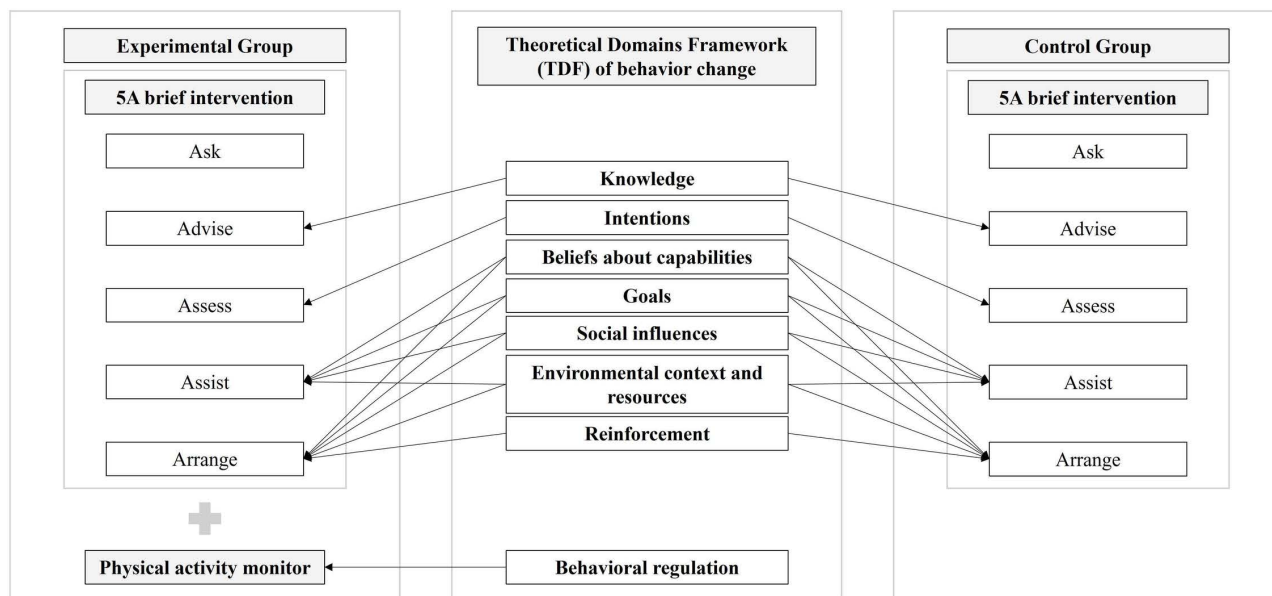 Experimental Group
5A brief intervention
Ask
Advise
Assess
Assist
Arrange
Physical activity monitor
Theoretical Domains Framework
(TDF) of behavior change
Knowledge
Intentions
Beliefs about capabilities
Goals
Social influences
Environmental context and
resources
Reinforcement
Behavioral regulation
Control Group
5A brief intervention
Ask
Advise
Assess
Assist
Arrange